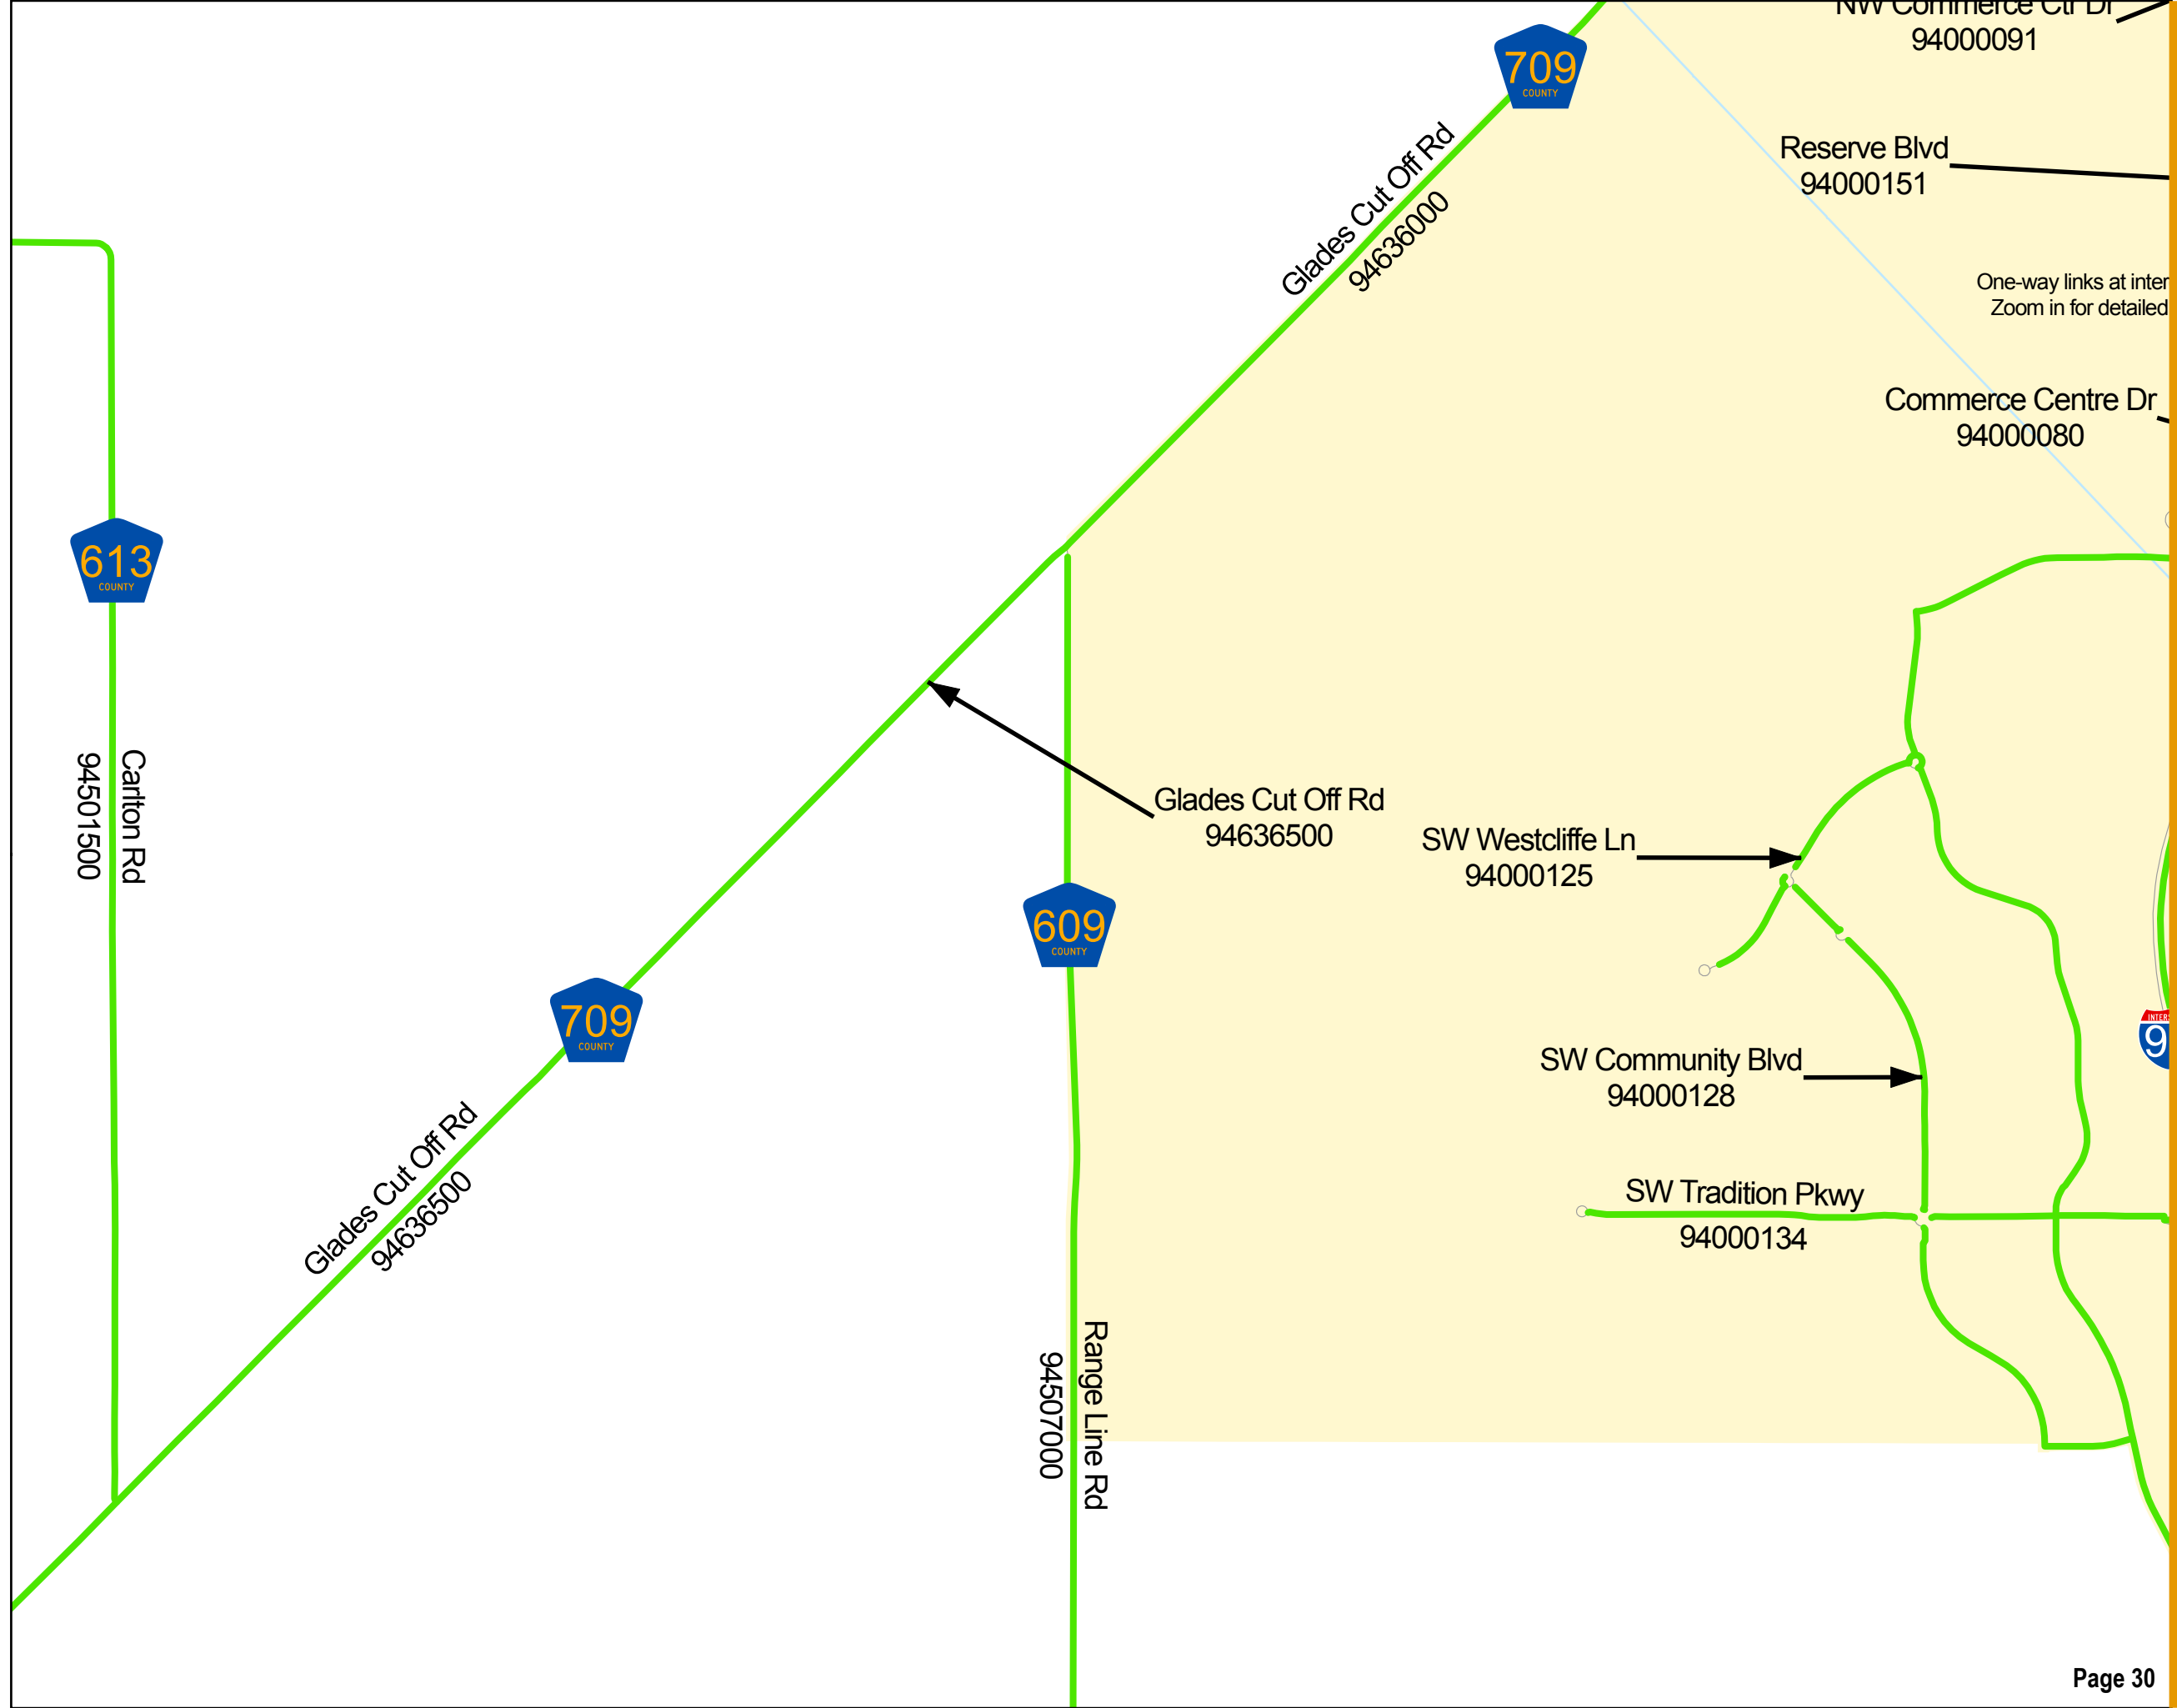 NW Commerce Ctr Dr
94000091
709
COUNTY
Reserve Blvd
94000151
Glades Cut Off Rd
94636000
One-way links at inter
Zoom in for detailed
Commerce Centre Dr
94000080
613
COUNTY
Carlton Rd
94501500
Glades Cut Off Rd
94636500
SW Westcliffe Ln
94000125
609
COUNTY
709
COUNTY
INTERS
9
SW Community Blvd
94000128
Glades Cut Off Rd
94636500
SW Tradition Pkwy
94000134
Range Line Rd
94507000
Page 30